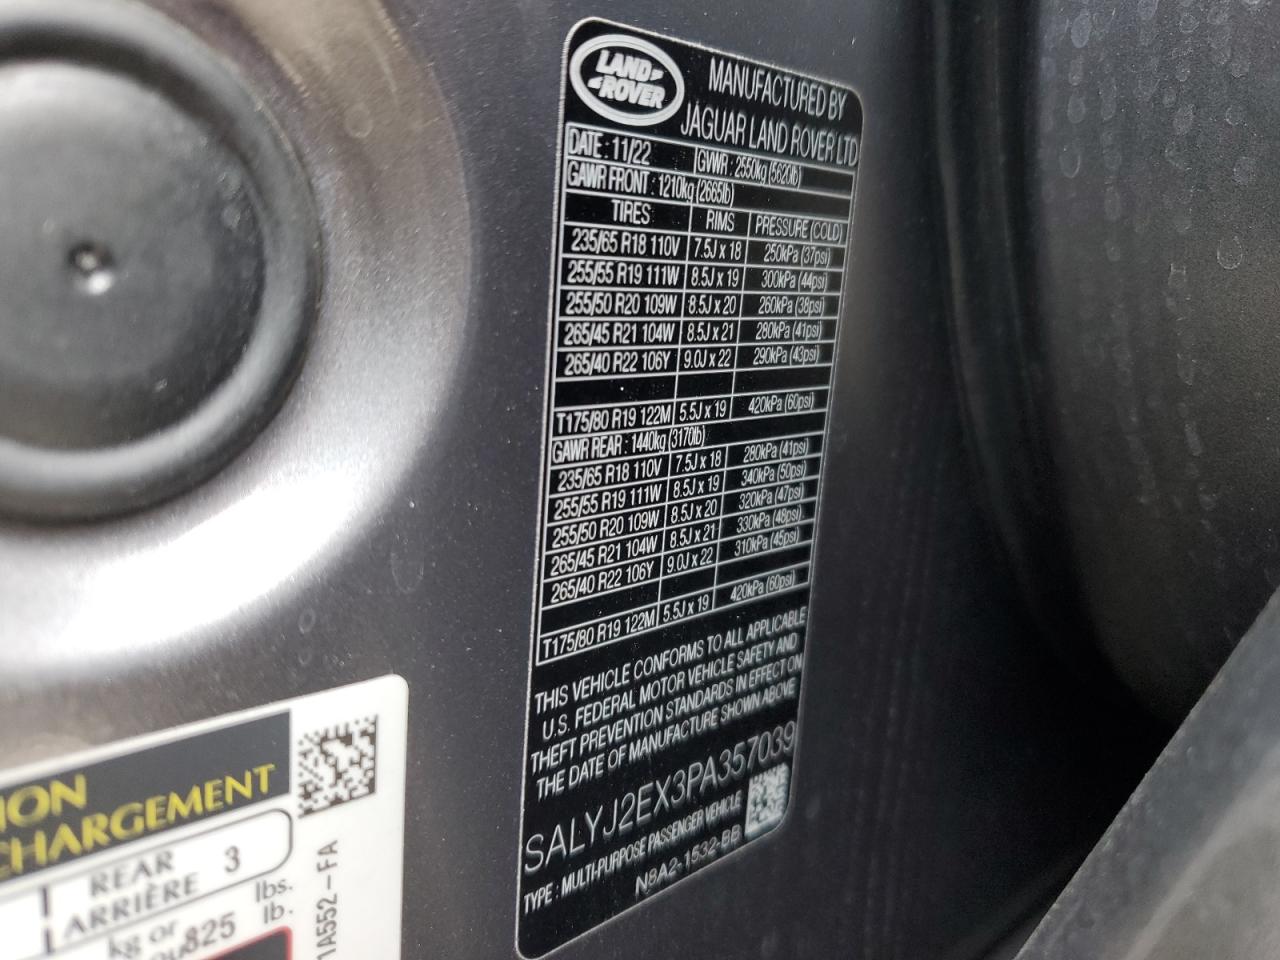 LAND ROVER
MANUFACTURED BY
JAGUAR LAND ROVER LTD
DATE : 11/22 GVWR : 2550kg (5620lb)
GAWR FRONT : 1210kg (2665lb)
TIRES RIMS PRESSURE (COLD)
235/65 R18 110V 7.5J x 18 250kPa (37psi)
255/55 R19 111W 8.5J x 19 300kPa (44psi)
255/50 R20 109W 8.5J x 20 260kPa (38psi)
265/45 R21 104W 8.5J x 21 280kPa (41psi)
265/40 R22 106Y 9.0J x 22 290kPa (43psi)
T175/80 R19 122M 5.5J x 19 420kPa (60psi)
GAWR REAR : 1440kg (3170lb)
235/65 R18 110V 7.5J x 18 280kPa (41psi)
255/55 R19 111W 8.5J x 19 340kPa (50psi)
255/50 R20 109W 8.5J x 20 320kPa (47psi)
265/45 R21 104W 8.5J x 21 330kPa (48psi)
265/40 R22 106Y 9.0J x 22 310kPa (45psi)
T175/80 R19 122M 5.5J x 19 420kPa (60psi)
THIS VEHICLE CONFORMS TO ALL APPLICABLE
U.S. FEDERAL MOTOR VEHICLE SAFETY AND
THEFT PREVENTION STANDARDS IN EFFECT ON
THE DATE OF MANUFACTURE SHOWN ABOVE
SALYJ2EX3PA357039
TYPE : MULTI-PURPOSE PASSENGER VEHICLE
N8A2-1532-BB
ION
CHARGEMENT
REAR
ARRIÈRE 3
kg or lbs.
ou 825 lb.
1A552-FA